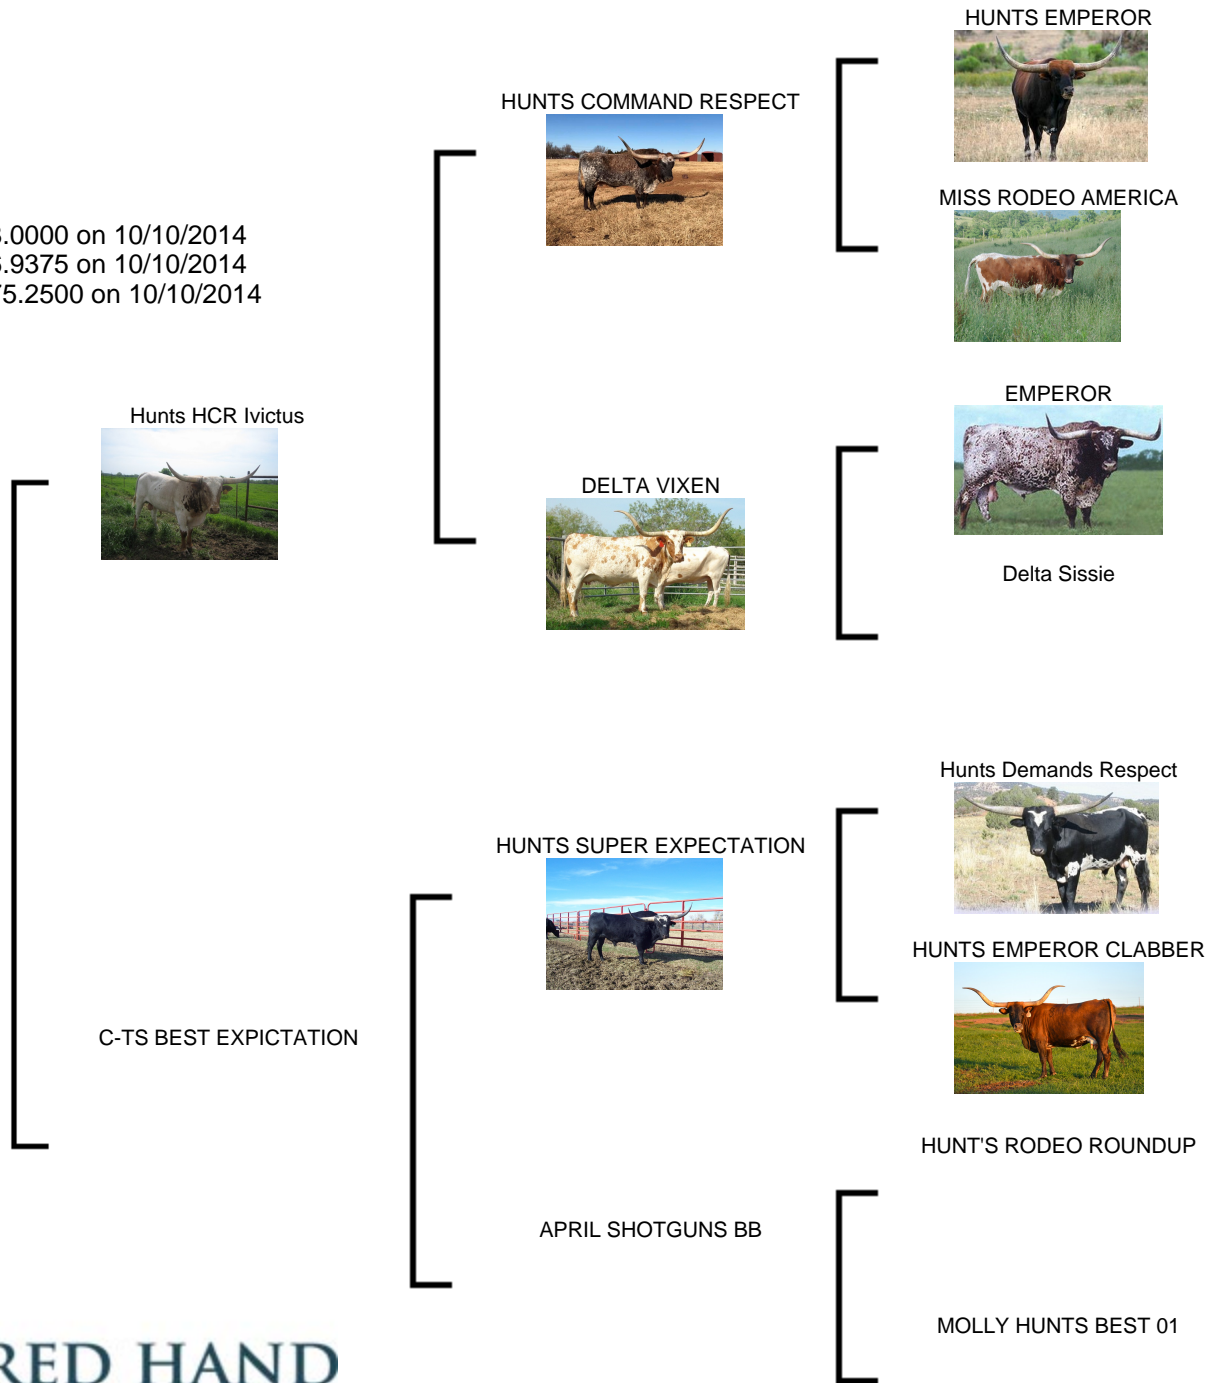 HUNTS EMPEROR
HUNTS COMMAND RESPECT
MISS RODEO AMERICA
.0000 on 10/10/2014
.9375 on 10/10/2014
5.2500 on 10/10/2014
EMPEROR
Hunts HCR Ivictus
DELTA VIXEN
Delta Sissie
Hunts Demands Respect
HUNTS SUPER EXPECTATION
HUNTS EMPEROR CLABBER
C-TS BEST EXPICTATION
HUNT'S RODEO ROUNDUP
APRIL SHOTGUNS BB
MOLLY HUNTS BEST 01
RED HAND